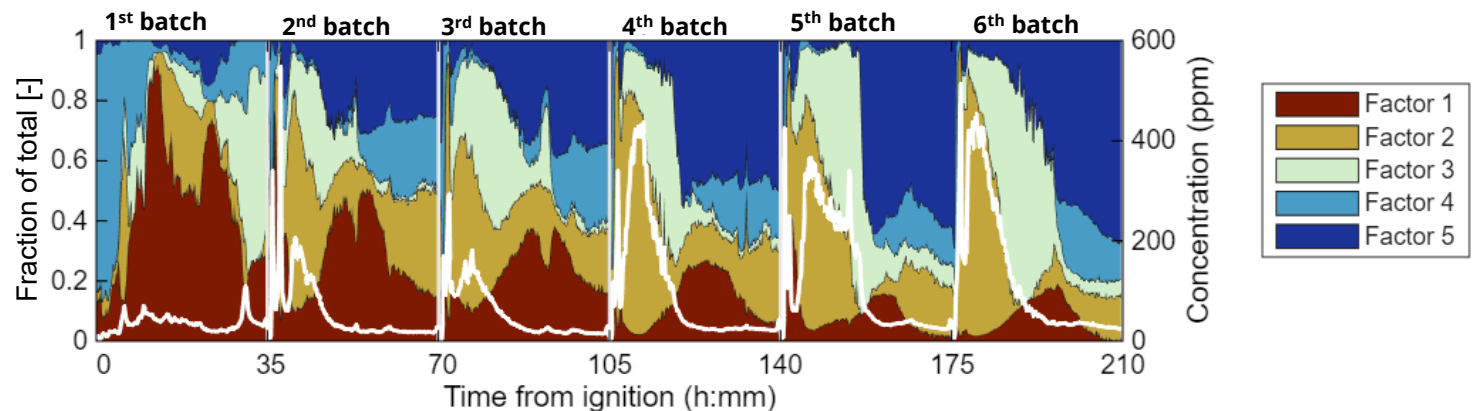 1st batch
2nd batch
3rd batch
4th batch
5th batch
6th batch
Fraction of total [-]
1
0.8
0.6
0.4
0.2
0
0
35
70
105
140
175
210
Time from ignition (h:mm)
600
400
200
0
Concentration (ppm)
Factor 1
Factor 2
Factor 3
Factor 4
Factor 5